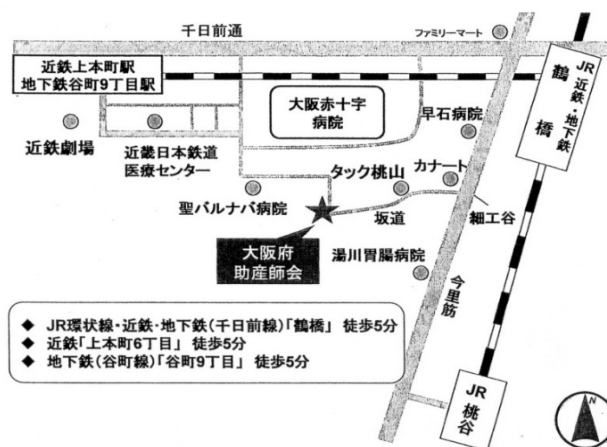 千日前通
ファミリーマート
近鉄上本町駅
地下鉄谷町9丁目駅
JR
近鉄・地下鉄
鶴橋
大阪赤十字
病院
早石病院
近鉄劇場
近畿日本鉄道
医療センター
タック桃山
カナート
聖バルナバ病院
坂道
細工谷
大阪府
助産師会
湯川胃腸病院
今里筋
◆ JR環状線・近鉄・地下鉄(千日前線)「鶴橋」 徒歩5分
◆ 近鉄「上本町6丁目」 徒歩5分
◆ 地下鉄(谷町線)「谷町9丁目」 徒歩5分
JR
桃谷
N